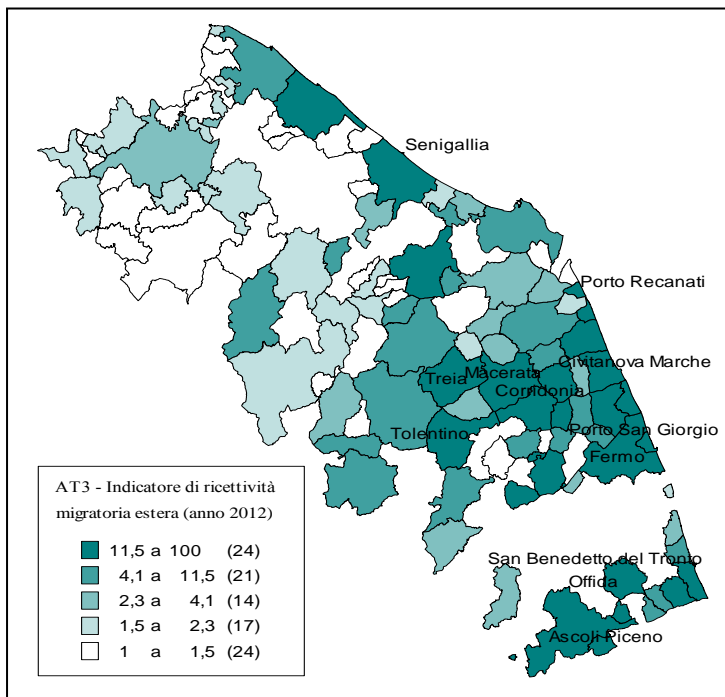 Senigallia
Porto Recanati
Civitanova Marche
Macerata
Treia
Corridonia
Porto San Giorgio
Tolentino
Fermo
San Benedetto del Tronto
Offida
Ascoli Piceno
AT3 - Indicatore di ricettività
migratoria estera (anno 2012)
11,5 a 100 (24)
4,1 a 11,5 (21)
2,3 a 4,1 (14)
1,5 a 2,3 (17)
1 a 1,5 (24)